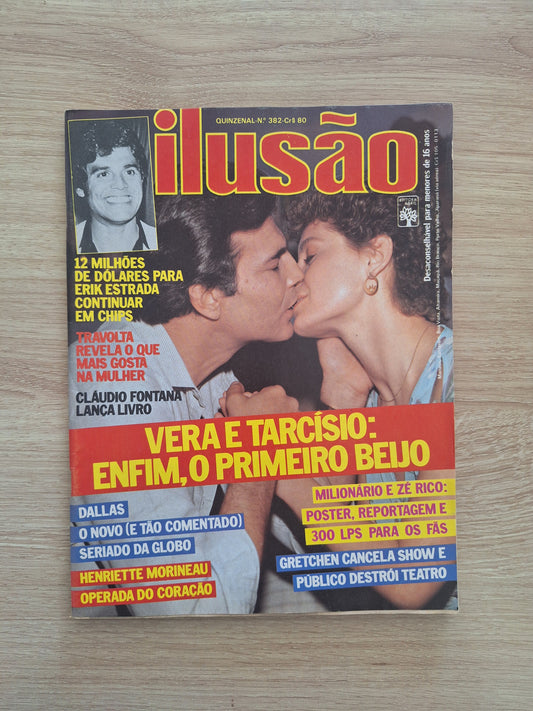 QUINZENAL-N.º 382-Cr$ 80
ilusão
EDITORA ABRIL
Desaconselhável para menores de 16 anos
12 MILHÕES
DE DÓLARES PARA
ERIK ESTRADA
CONTINUAR
EM CHIPS
TRAVOLTA
REVELA O QUE
MAIS GOSTA
NA MULHER
CLÁUDIO FONTANA
LANÇA LIVRO
VERA E TARCÍSIO:
ENFIM, O PRIMEIRO BEIJO
DALLAS
O NOVO (E TÃO COMENTADO)
SERIADO DA GLOBO
HENRIETTE MORINEAU
OPERADA DO CORAÇÃO
MILIONÁRIO E ZÉ RICO:
POSTER, REPORTAGEM E
300 LPS PARA OS FÃS
GRETCHEN CANCELA SHOW E
PÚBLICO DESTRÓI TEATRO